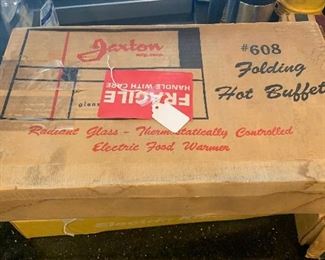 Jaxton
#608
Folding
Hot Buffet
FRAGILE
HANDLE WITH CARE
Radiant Glass - Thermostatically Controlled
Electric Food Warmer